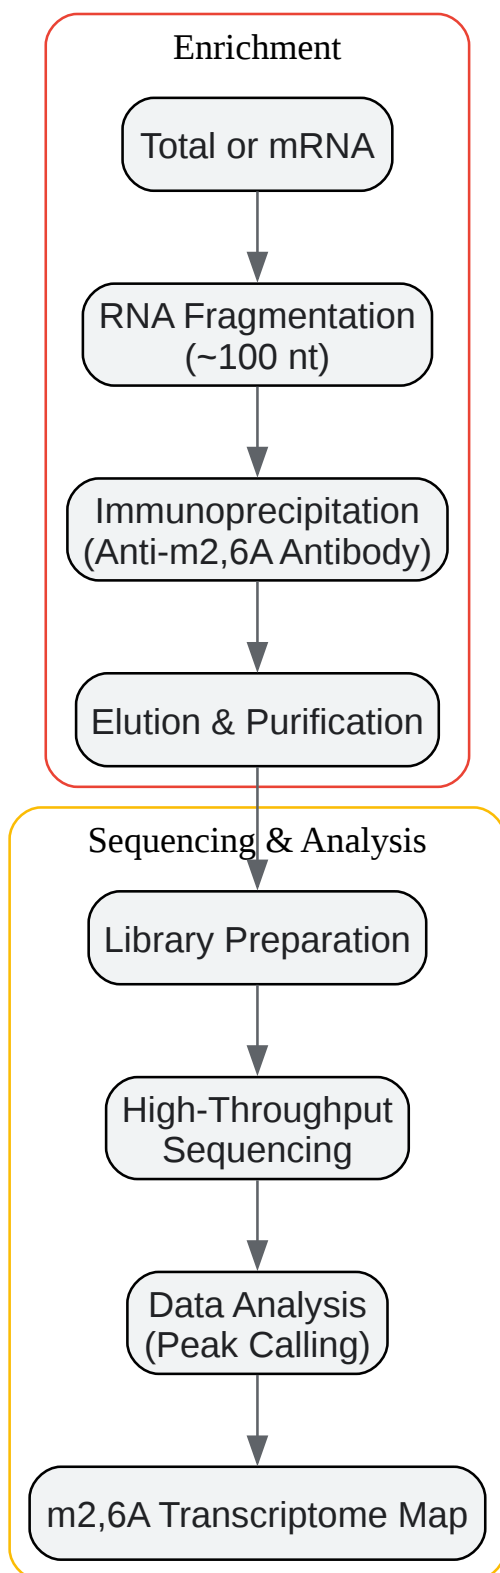 Enrichment
Total or mRNA
RNA Fragmentation
(~100 nt)
Immunoprecipitation
(Anti-m2,6A Antibody)
Elution & Purification
Sequencing & Analysis
Library Preparation
High-Throughput
Sequencing
Data Analysis
(Peak Calling)
m2,6A Transcriptome Map